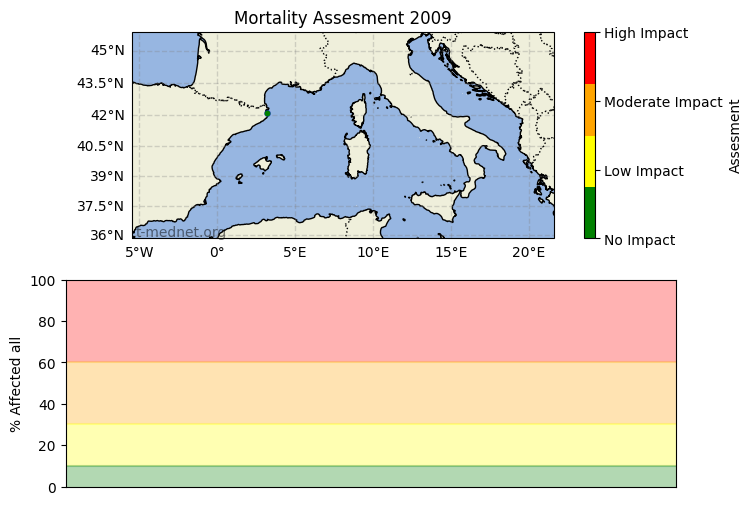 Mortality Assesment 2009
45°N
43.5°N
42°N
40.5°N
39°N
37.5°N
36°N
5°W 0° 5°E 10°E 15°E 20°E
t-mednet.org
High Impact
Moderate Impact
Low Impact
No Impact
Assesment
100
80
60
40
20
0
% Affected all